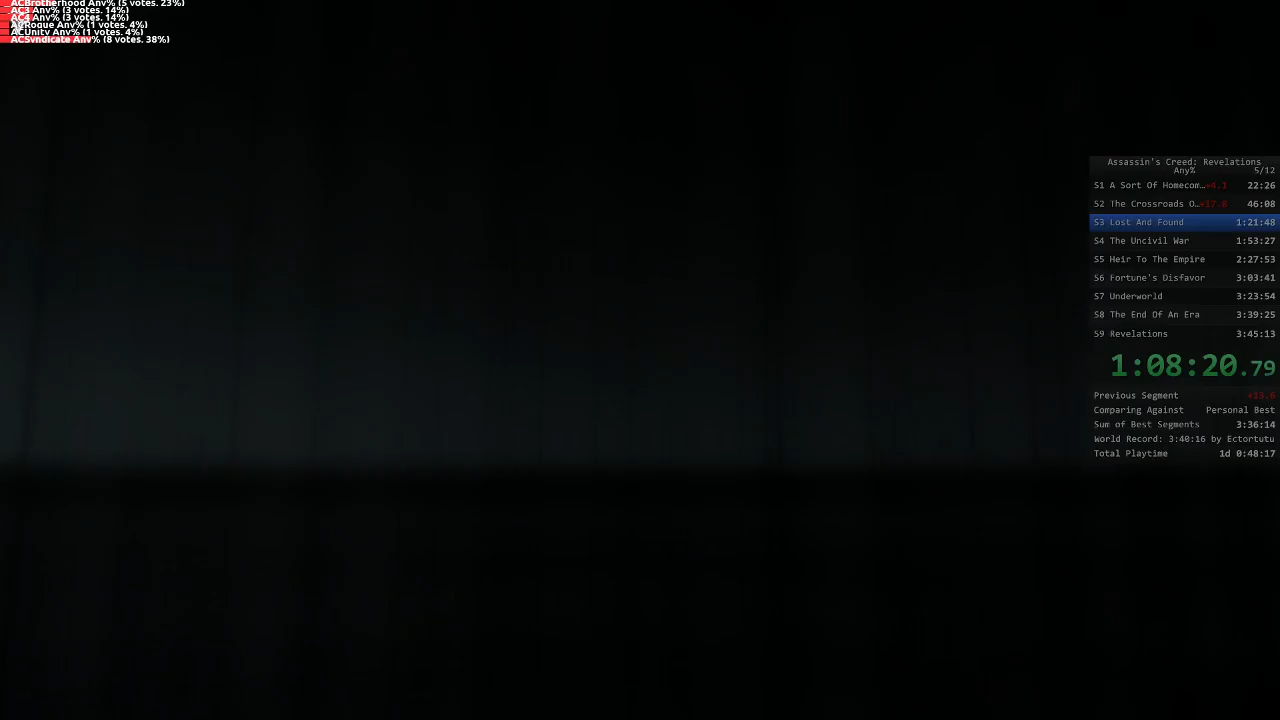 ACBrotherhood Any% (5 votes, 23%)
AC3 Any% (3 votes, 14%)
AC4 Any% (3 votes, 14%)
ACRogue Any% (1 votes, 4%)
ACUnity Any% (1 votes, 4%)
ACSyndicate Any% (8 votes, 38%)
Assassin's Creed: Revelations
Any% 5/12
S1 A Sort Of Homecom… +4.1 22:26
S2 The Crossroads O… +17.6 46:08
S3 Lost And Found 1:21:48
S4 The Uncivil War 1:53:27
S5 Heir To The Empire 2:27:53
S6 Fortune's Disfavor 3:03:41
S7 Underworld 3:23:54
S8 The End Of An Era 3:39:25
S9 Revelations 3:45:13
1:08:20.79
Previous Segment +13.6
Comparing Against Personal Best
Sum of Best Segments 3:36:14
World Record: 3:40:16 by Ectortutu
Total Playtime 1d 0:48:17